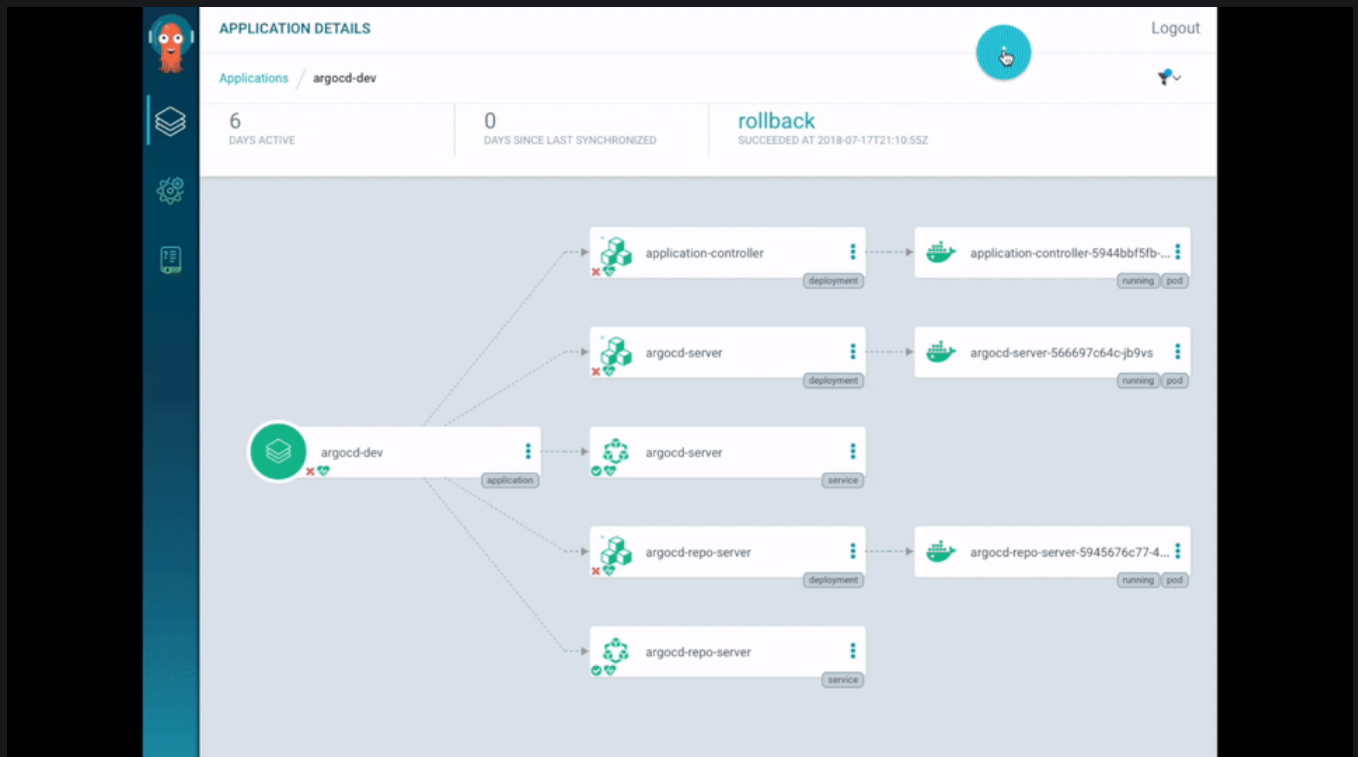 APPLICATION DETAILS
Logout
Applications / argocd-dev
6
DAYS ACTIVE
0
DAYS SINCE LAST SYNCHRONIZED
rollback
SUCCEEDED AT 2018-07-17T21:10:55Z
application-controller
deployment
application-controller-5944bbf5fb-...
running pod
argocd-server
deployment
argocd-server-566697c64c-jb9vs
running pod
argocd-dev
application
argocd-server
service
argocd-repo-server
deployment
argocd-repo-server-5945676c77-4...
running pod
argocd-repo-server
service